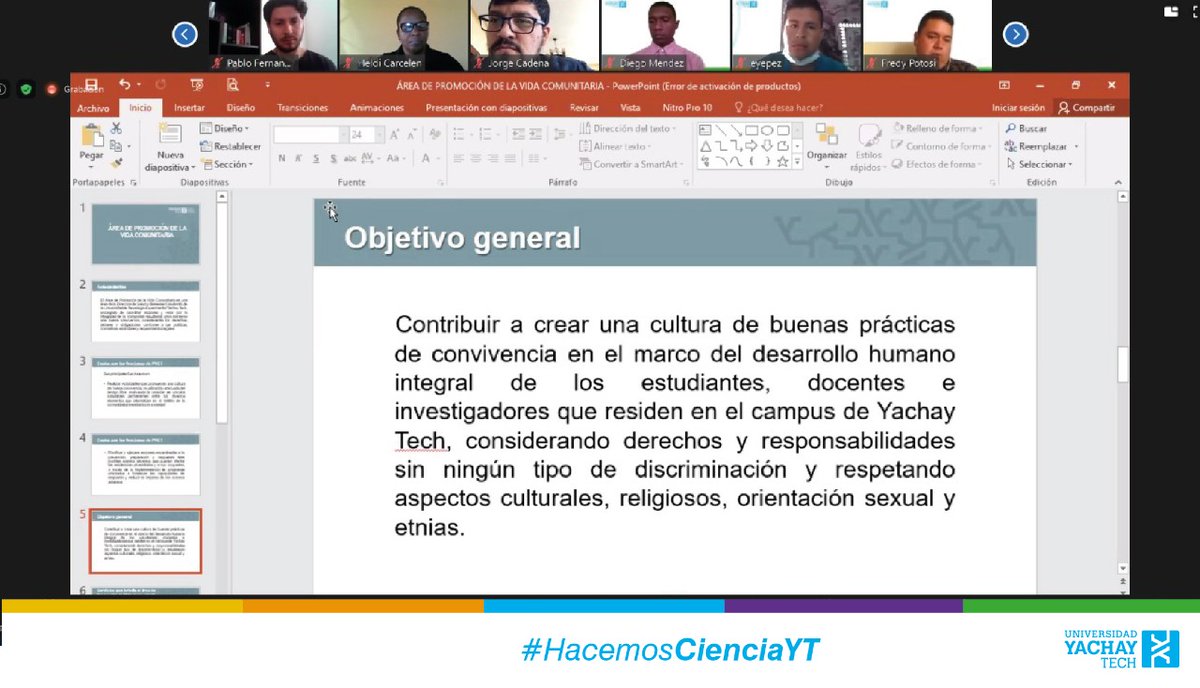 Pablo Fernan...
Heidi Carcelen
Jorge Cadena
Diego Mendez
eyepez
Fredy Potosi
ÁREA DE PROMOCIÓN DE LA VIDA COMUNITARIA - PowerPoint (Error de activación de productos)
Archivo Inicio Insertar Diseño Transiciones Animaciones Presentación con diapositivas Revisar Vista Nitro Pro 10 ¿Qué desea hacer? Iniciar sesión Compartir
Pegar
Nueva diapositiva
Diseño
Restablecer
Sección
24
N K S S abc AV Aa A
Dirección del texto
Alinear texto
Convertir a SmartArt
Organizar
Estilos rápidos
Relleno de forma
Contorno de forma
Efectos de forma
Buscar
Reemplazar
Seleccionar
Portapapeles Diapositivas Fuente Párrafo Dibujo Edición
1
ÁREA DE PROMOCIÓN DE LA
VIDA COMUNITARIA
2
3
4
5
Objetivo general
6
Objetivo general
Contribuir a crear una cultura de buenas prácticas
de convivencia en el marco del desarrollo humano
integral de los estudiantes, docentes e
investigadores que residen en el campus de Yachay
Tech, considerando derechos y responsabilidades
sin ningún tipo de discriminación y respetando
aspectos culturales, religiosos, orientación sexual y
etnias.
#HacemosCienciaYT
UNIVERSIDAD
YACHAY
TECH